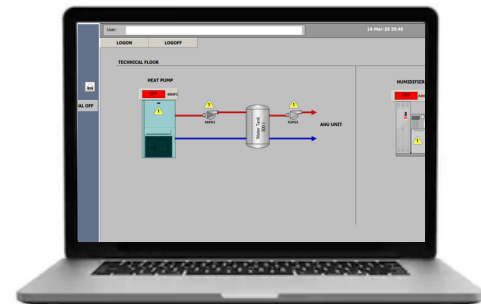 User:
14-Mar-20 20:46
LOGON LOGOFF
TECHNICAL FLOOR
HEAT PUMP
HUMIDIFIER
OFF
OFF
AL OFF
Water Tank
AHU UNIT